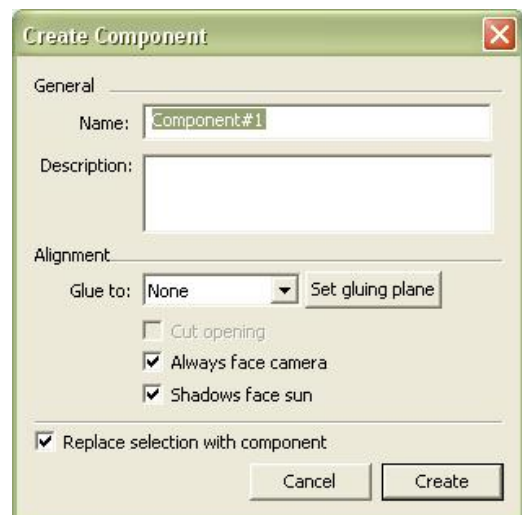 Create Component
General
Name: Component#1
Description:
Alignment
Glue to: None Set gluing plane
Cut opening
Always face camera
Shadows face sun
Replace selection with component
Cancel Create